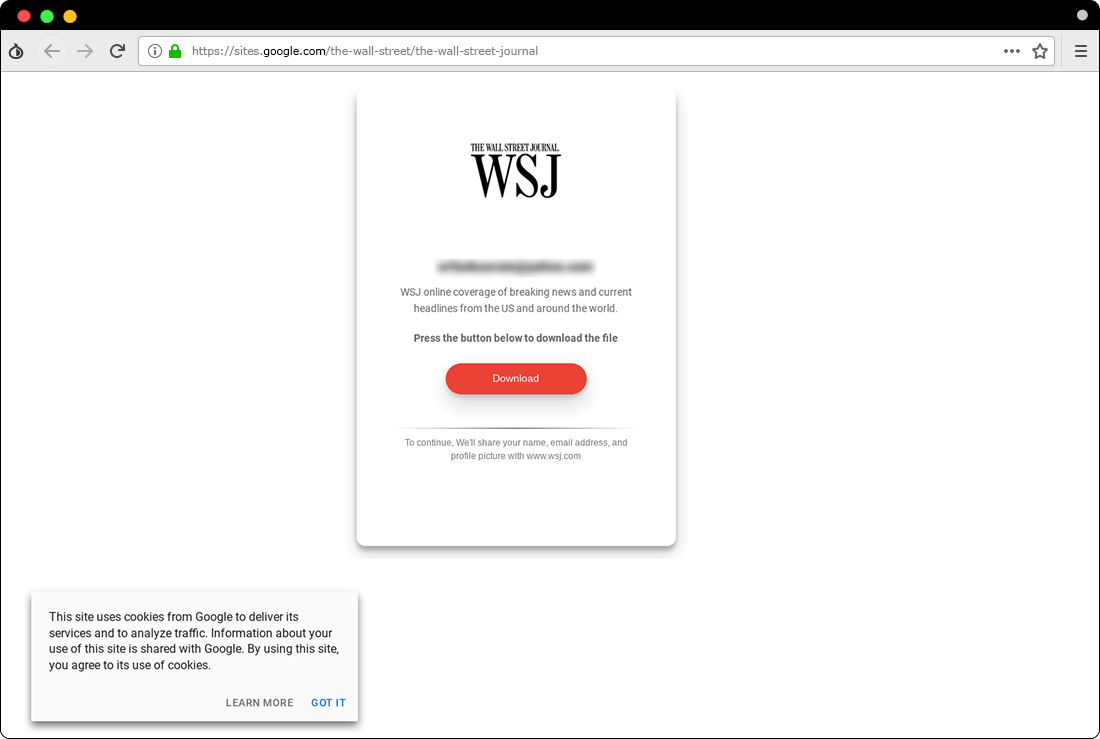 https://sites.google.com/the-wall-street/the-wall-street-journal
THE WALL STREET JOURNAL.
WSJ
WSJ online coverage of breaking news and current
headlines from the US and around the world.
Press the button below to download the file
Download
To continue, We'll share your name, email address, and
profile picture with www.wsj.com
This site uses cookies from Google to deliver its
services and to analyze traffic. Information about your
use of this site is shared with Google. By using this site,
you agree to its use of cookies.
LEARN MORE GOT IT